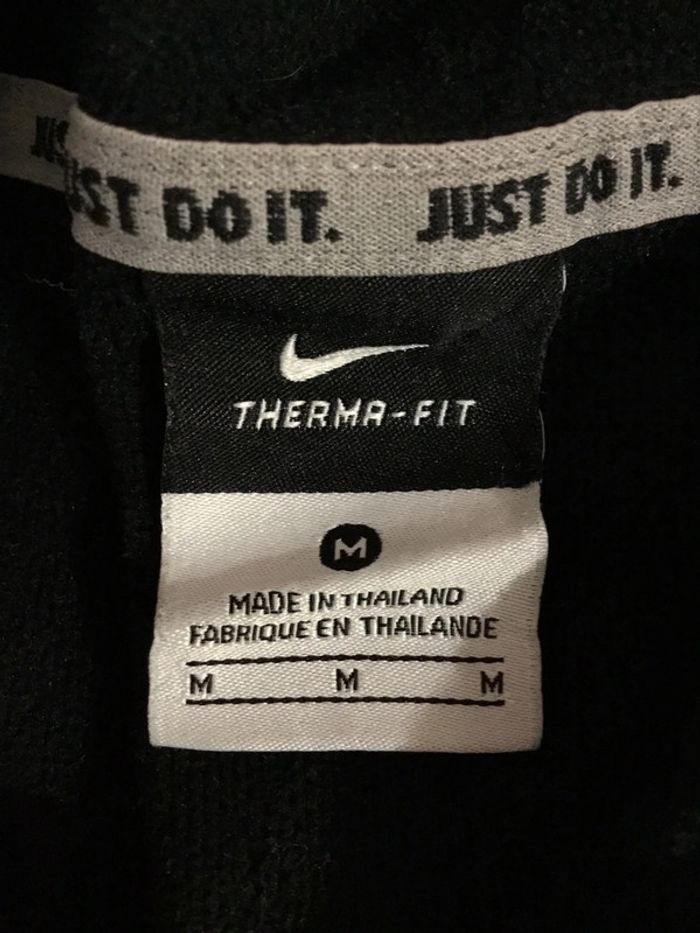 JUST DO IT. JUST DO IT.
THERMA-FIT
M
MADE IN THAILAND
FABRIQUE EN THAILANDE
M M M